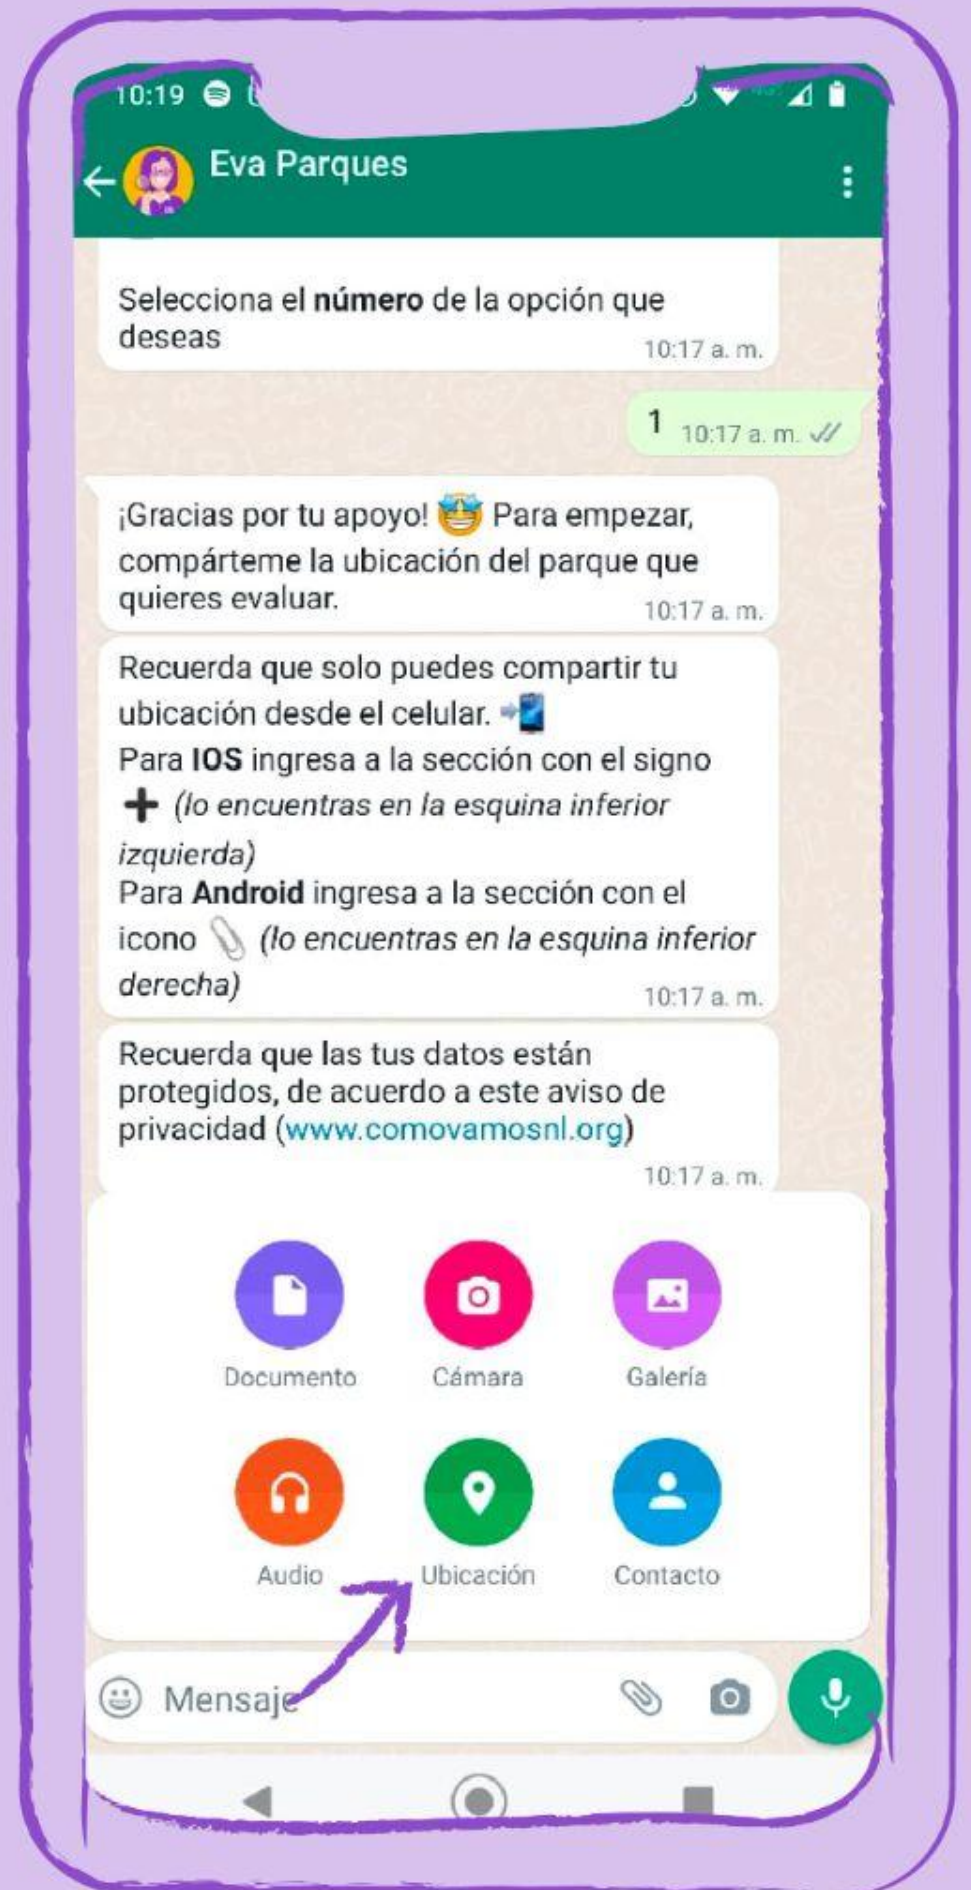 10:19
Eva Parques
Selecciona el número de la opción que
deseas
10:17 a. m.
1 10:17 a. m.
¡Gracias por tu apoyo! 🤩 Para empezar,
compárteme la ubicación del parque que
quieres evaluar.
10:17 a. m.
Recuerda que solo puedes compartir tu
ubicación desde el celular. 📲
Para IOS ingresa a la sección con el signo
➕ (lo encuentras en la esquina inferior
izquierda)
Para Android ingresa a la sección con el
icono 📎 (lo encuentras en la esquina inferior
derecha)
10:17 a. m.
Recuerda que las tus datos están
protegidos, de acuerdo a este aviso de
privacidad (www.comovamosnl.org)
10:17 a. m.
Documento Cámara Galería
Audio Ubicación Contacto
Mensaje